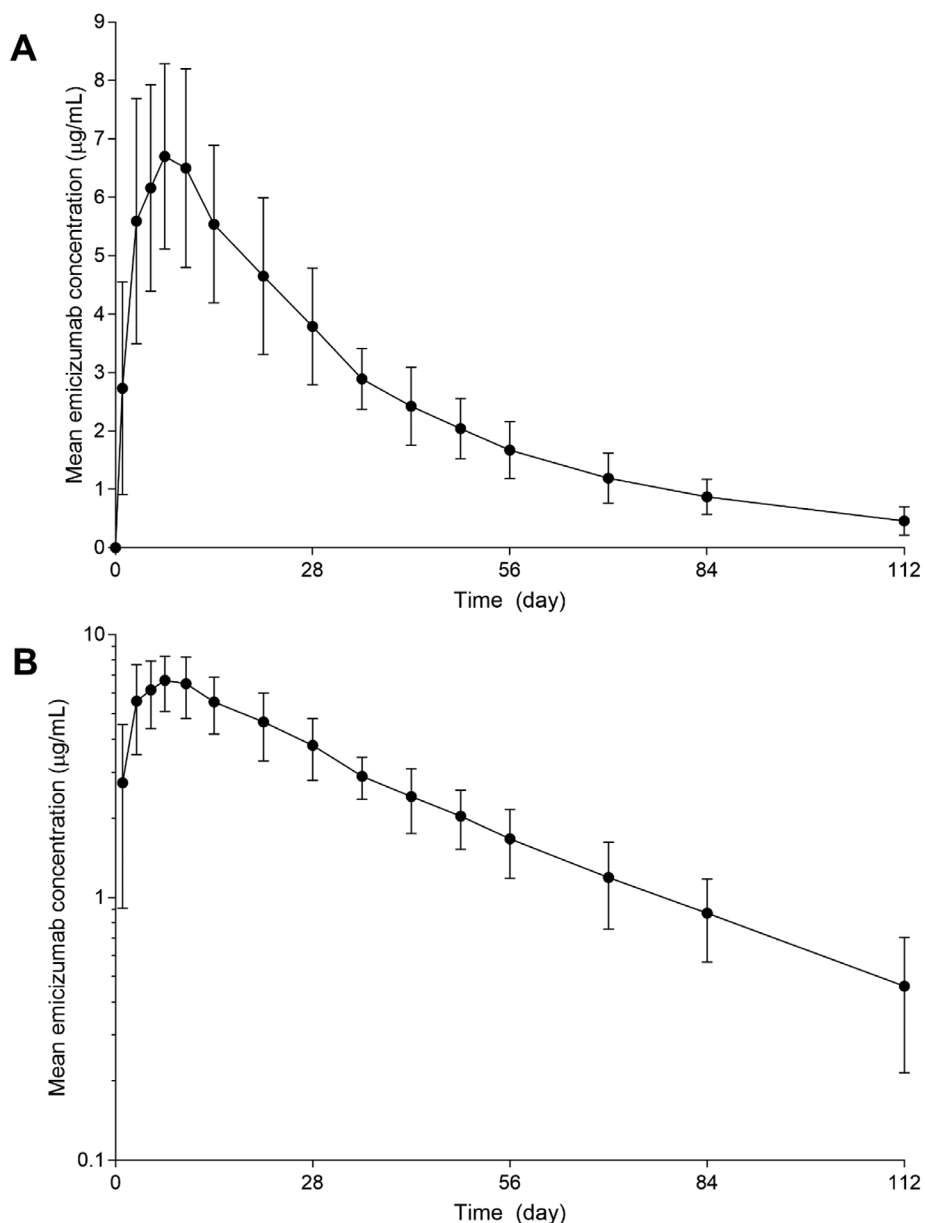 A
Mean emicizumab concentration (μg/mL)
9
8
7
6
5
4
3
2
1
0
0 28 56 84 112
Time (day)
B
Mean emicizumab concentration (μg/mL)
10
1
0.1
0 28 56 84 112
Time (day)